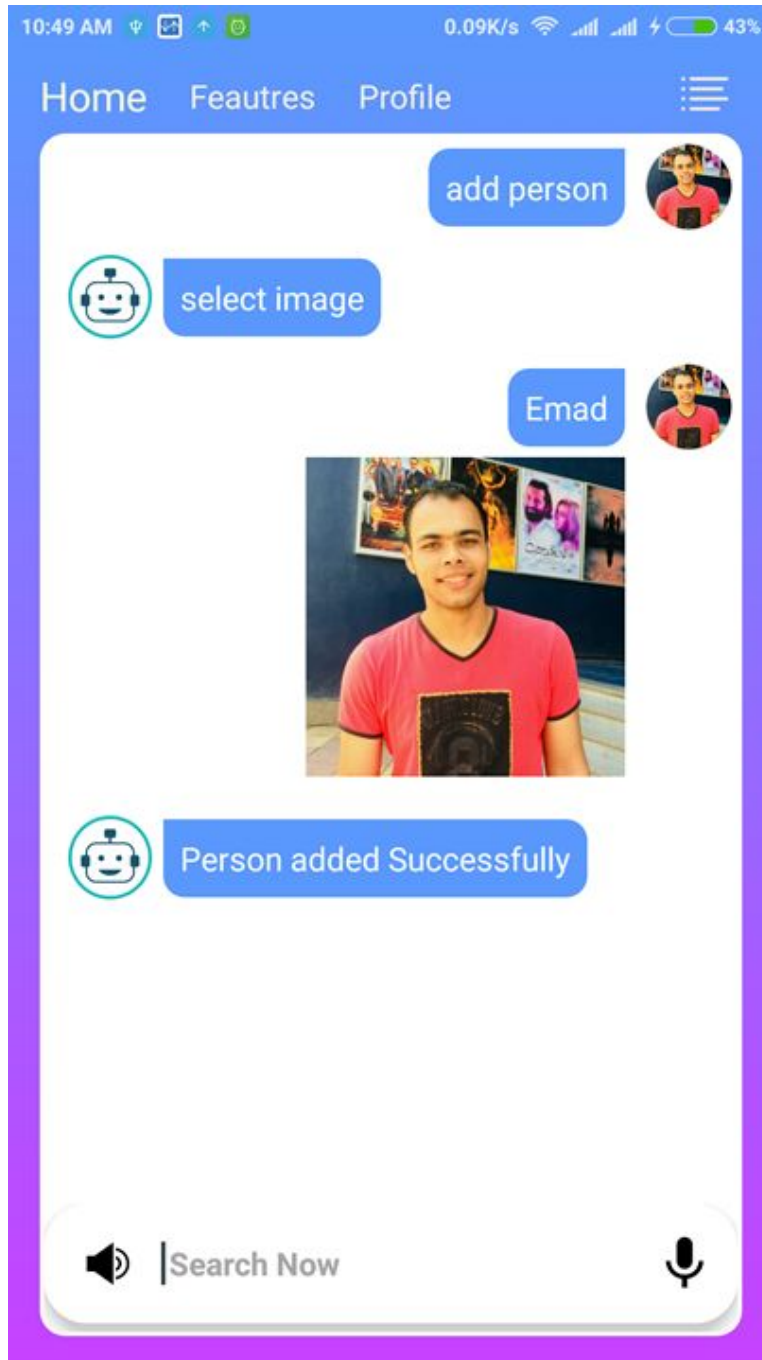 10:49 AM 0.09K/s 43%
Home Feautres Profile
add person
select image
Emad
Person added Successfully
Search Now